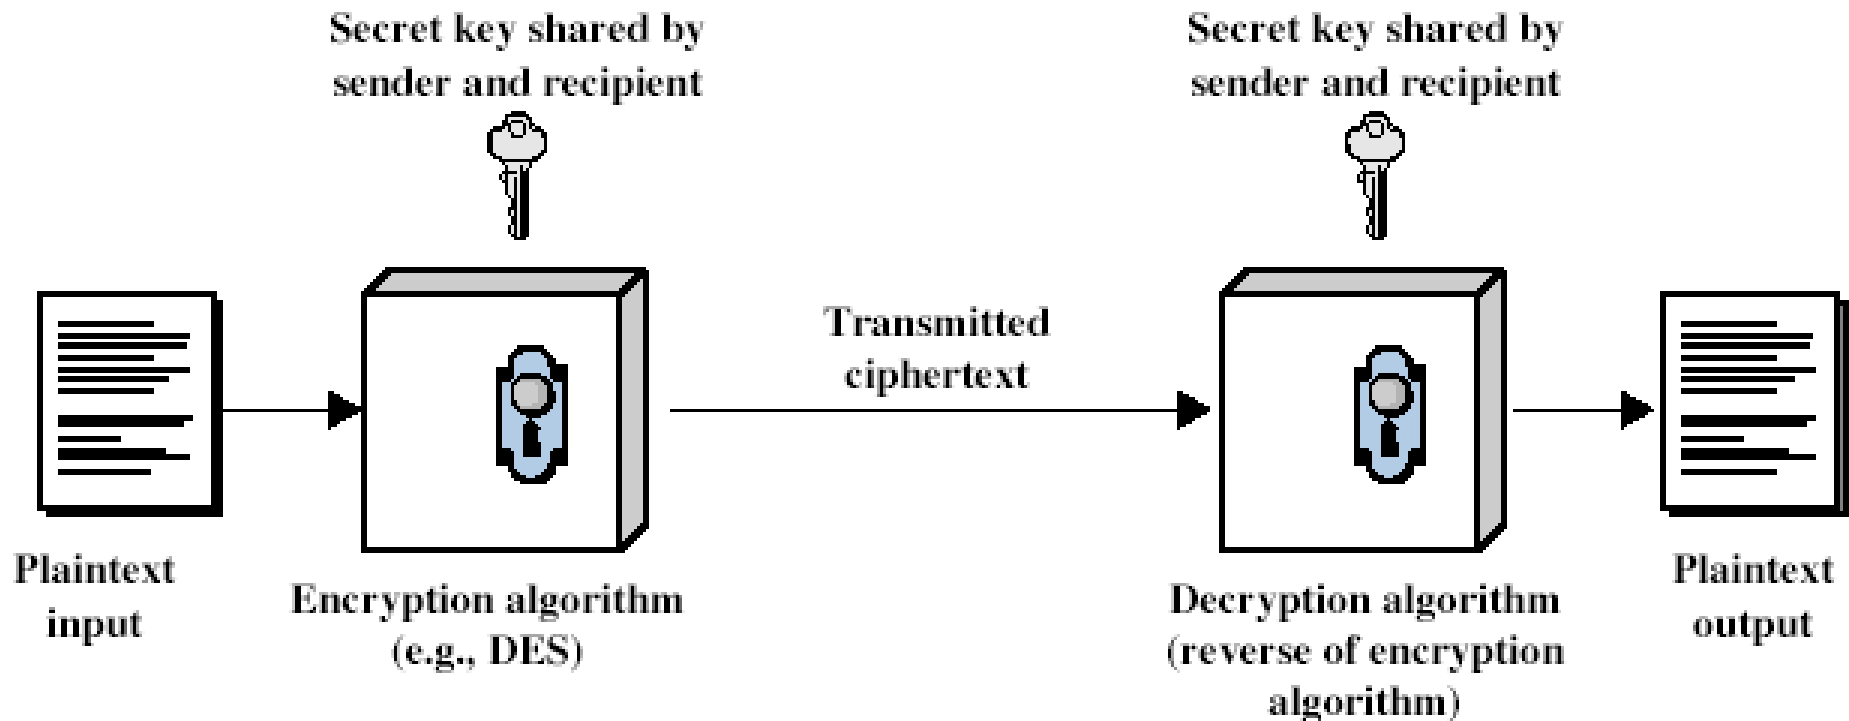 Secret key shared by
sender and recipient
Secret key shared by
sender and recipient
Transmitted
ciphertext
Plaintext
input
Encryption algorithm
(e.g., DES)
Decryption algorithm
(reverse of encryption
algorithm)
Plaintext
output